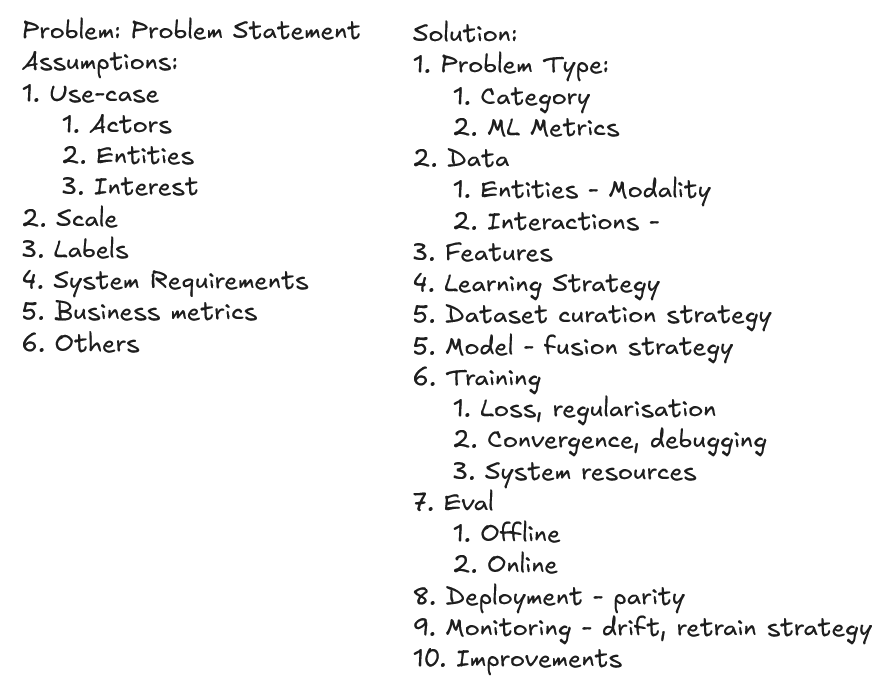 Problem: Problem Statement
Assumptions:
1. Use-case
1. Actors
2. Entities
3. Interest
2. Scale
3. Labels
4. System Requirements
5. Business metrics
6. Others
Solution:
1. Problem Type:
1. Category
2. ML Metrics
2. Data
1. Entities - Modality
2. Interactions -
3. Features
4. Learning Strategy
5. Dataset curation strategy
5. Model - fusion strategy
6. Training
1. Loss, regularisation
2. Convergence, debugging
3. System resources
7. Eval
1. Offline
2. Online
8. Deployment - parity
9. Monitoring - drift, retrain strategy
10. Improvements